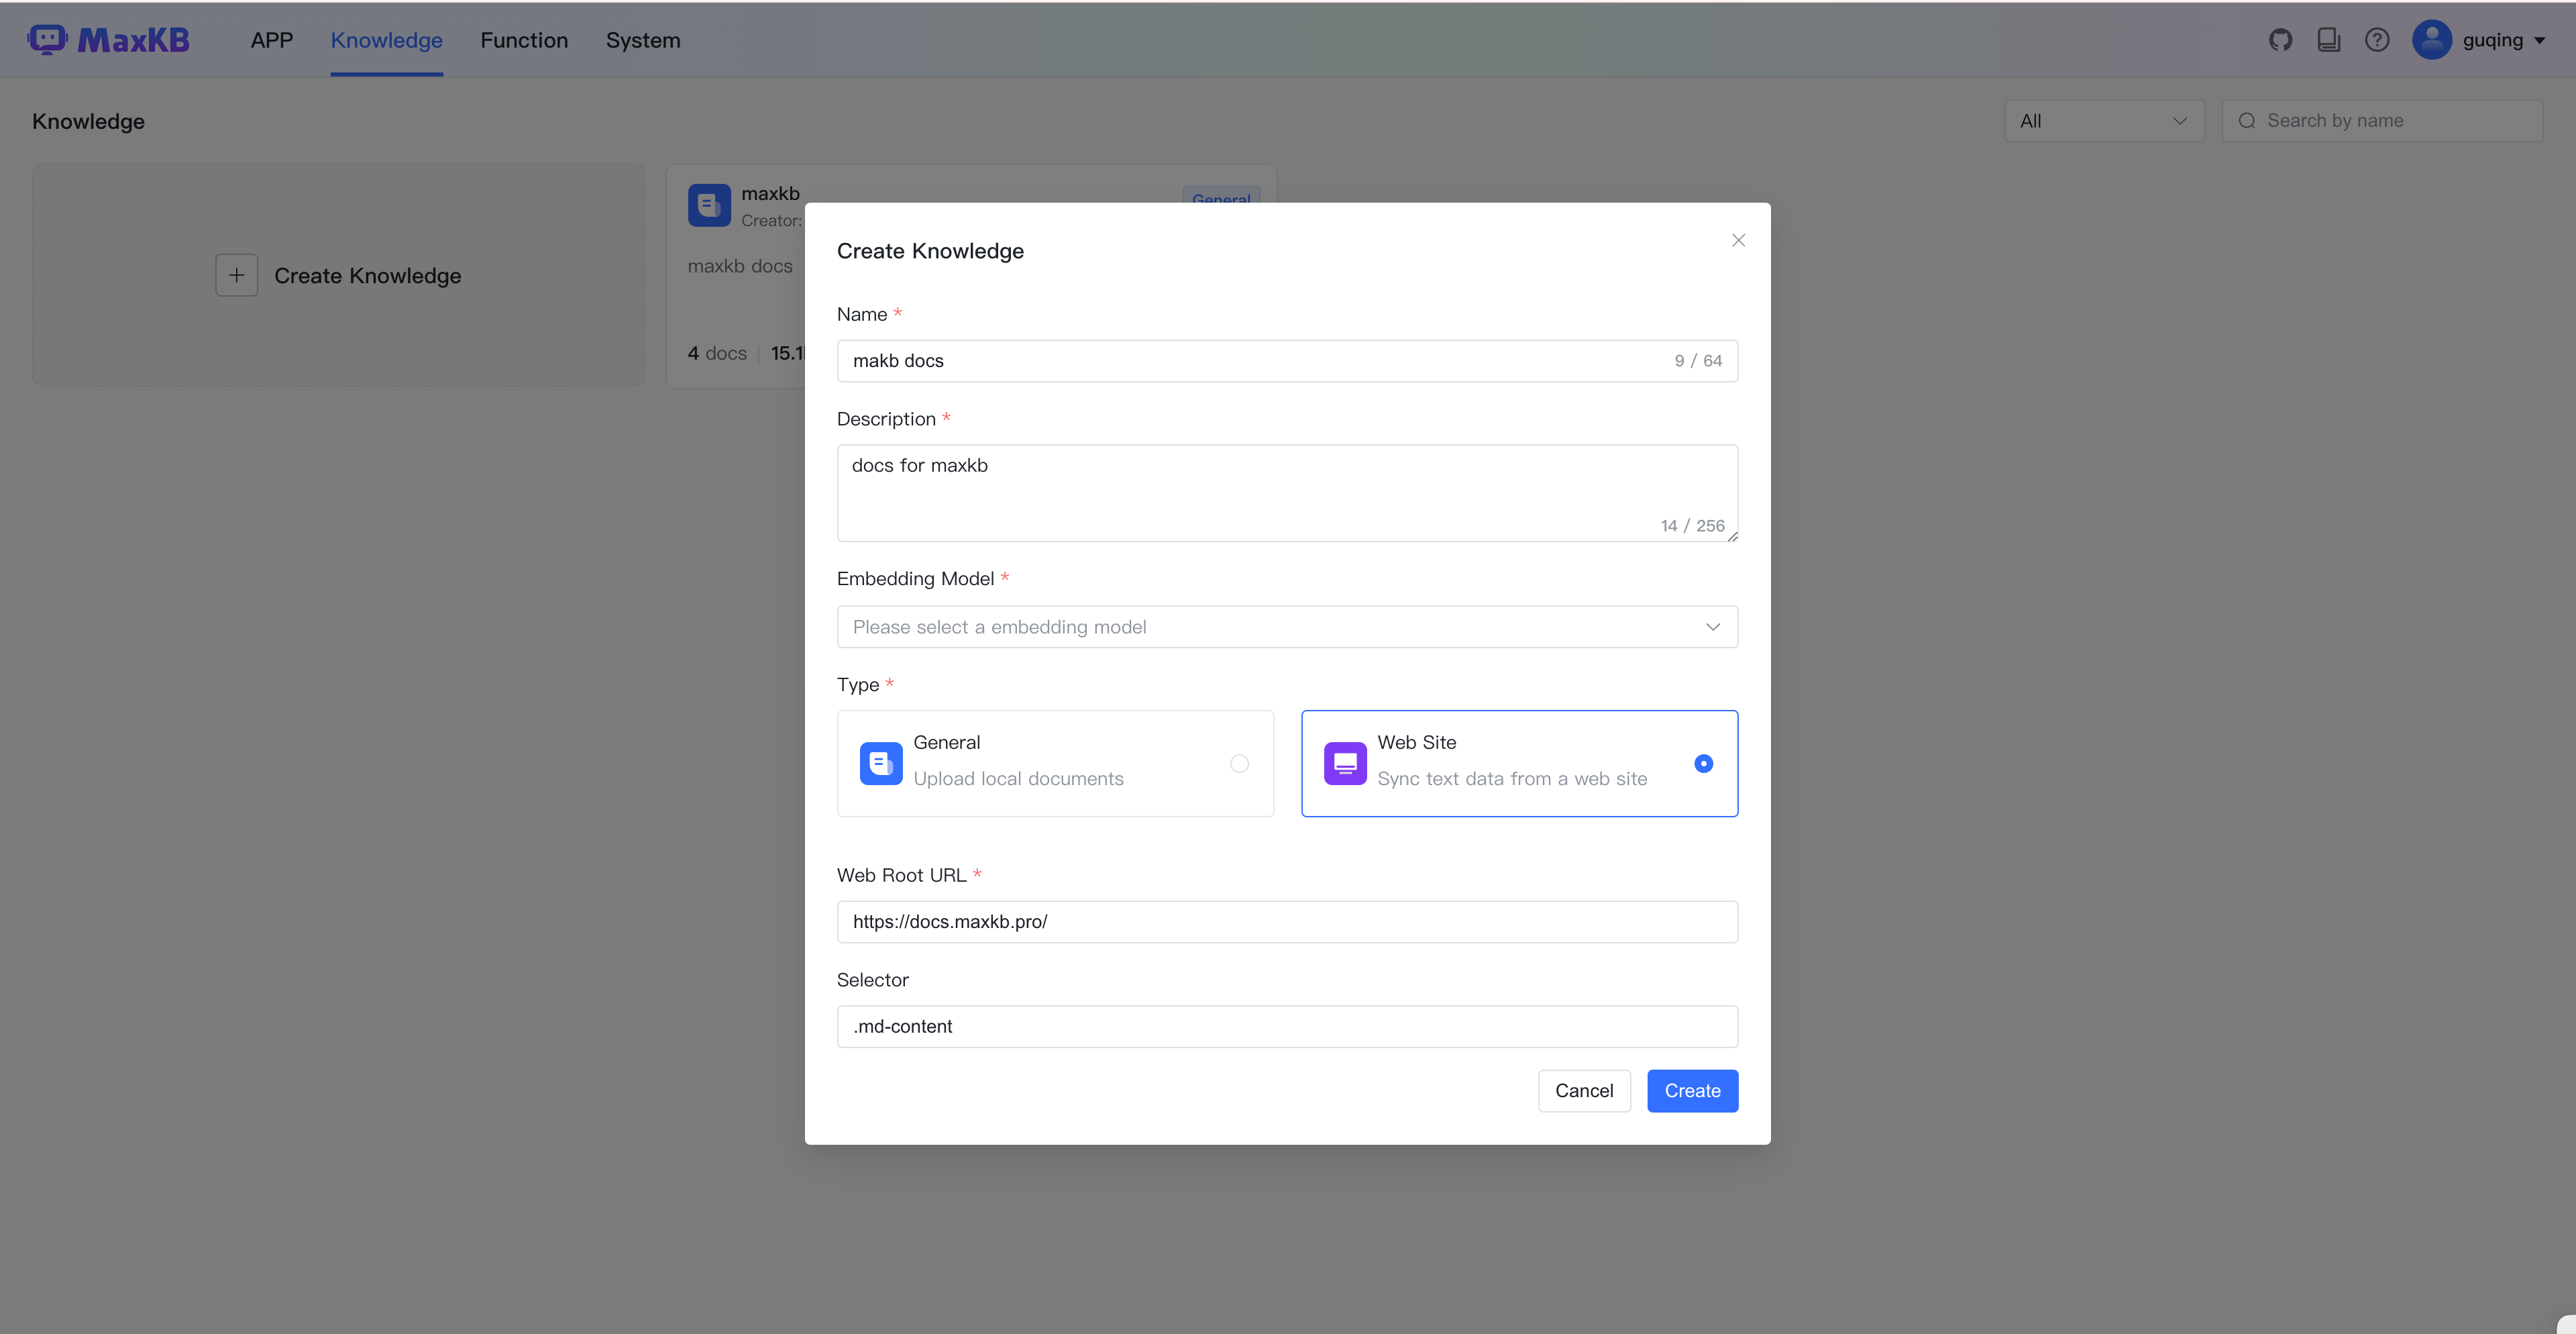 MaxKB APP Knowledge Function System guqing
Knowledge All Search by name
Create Knowledge
maxkb General
Creator:
maxkb docs
4 docs 15.1
Create Knowledge
Name *
makb docs 9 / 64
Description *
docs for maxkb
14 / 256
Embedding Model *
Please select a embedding model
Type *
General
Upload local documents
Web Site
Sync text data from a web site
Web Root URL *
https://docs.maxkb.pro/
Selector
.md-content
Cancel Create